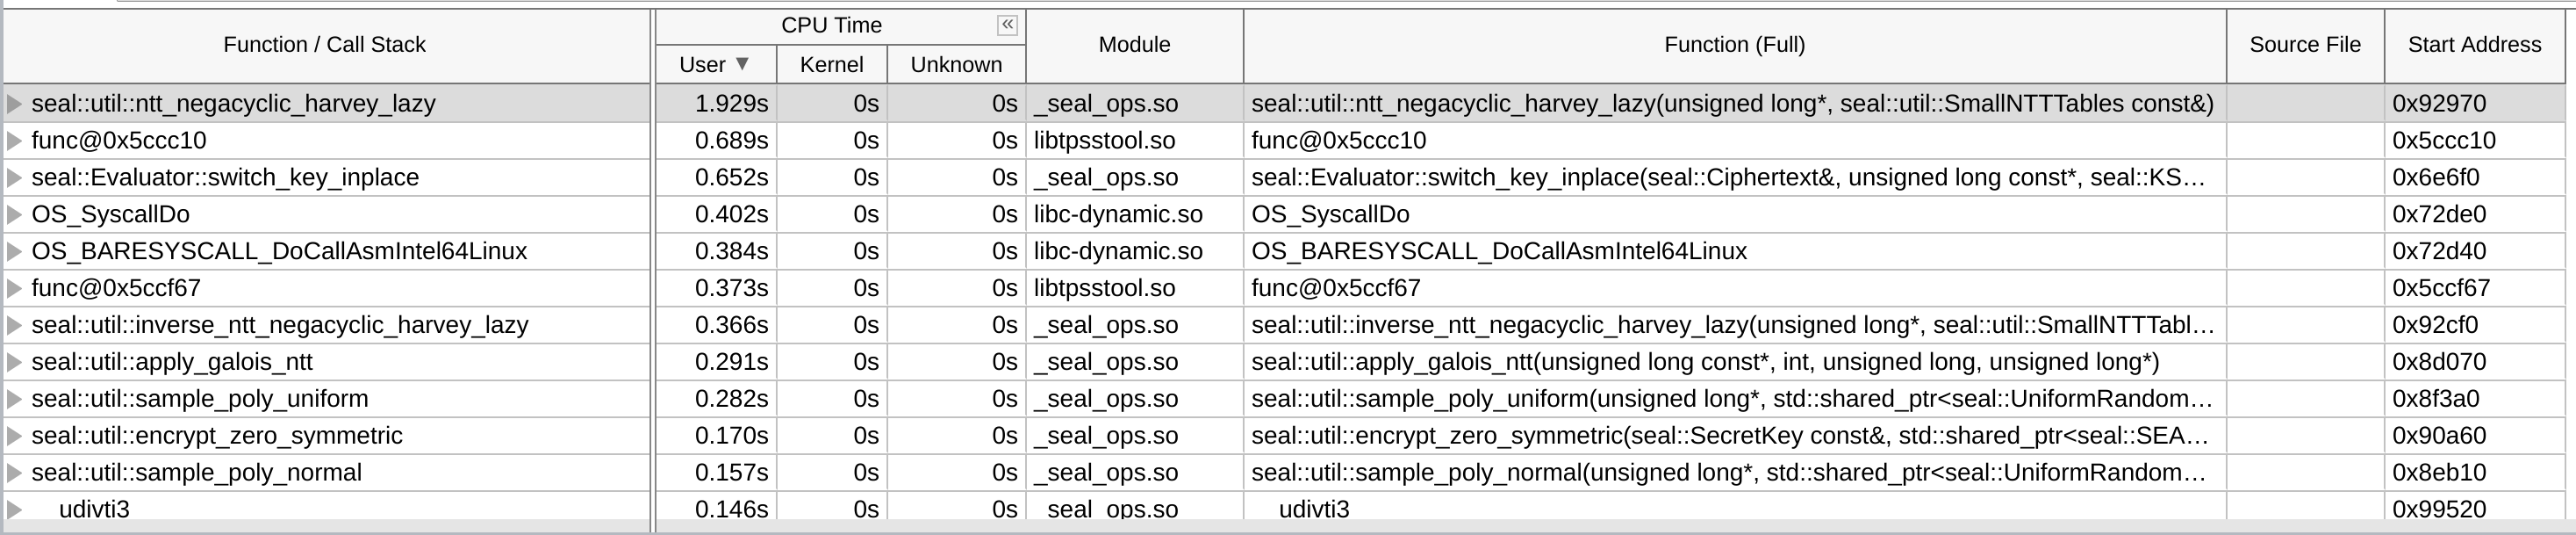 Function / Call Stack CPU Time « Module Function (Full) Source File Start Address
User ▼ Kernel Unknown
seal::util::ntt_negacyclic_harvey_lazy 1.929s 0s 0s _seal_ops.so seal::util::ntt_negacyclic_harvey_lazy(unsigned long*, seal::util::SmallNTTTables const&) 0x92970
func@0x5ccc10 0.689s 0s 0s libtpsstool.so func@0x5ccc10 0x5ccc10
seal::Evaluator::switch_key_inplace 0.652s 0s 0s _seal_ops.so seal::Evaluator::switch_key_inplace(seal::Ciphertext&, unsigned long const*, seal::KS… 0x6e6f0
OS_SyscallDo 0.402s 0s 0s libc-dynamic.so OS_SyscallDo 0x72de0
OS_BARESYSCALL_DoCallAsmIntel64Linux 0.384s 0s 0s libc-dynamic.so OS_BARESYSCALL_DoCallAsmIntel64Linux 0x72d40
func@0x5ccf67 0.373s 0s 0s libtpsstool.so func@0x5ccf67 0x5ccf67
seal::util::inverse_ntt_negacyclic_harvey_lazy 0.366s 0s 0s _seal_ops.so seal::util::inverse_ntt_negacyclic_harvey_lazy(unsigned long*, seal::util::SmallNTTTabl… 0x92cf0
seal::util::apply_galois_ntt 0.291s 0s 0s _seal_ops.so seal::util::apply_galois_ntt(unsigned long const*, int, unsigned long, unsigned long*) 0x8d070
seal::util::sample_poly_uniform 0.282s 0s 0s _seal_ops.so seal::util::sample_poly_uniform(unsigned long*, std::shared_ptr<seal::UniformRandom… 0x8f3a0
seal::util::encrypt_zero_symmetric 0.170s 0s 0s _seal_ops.so seal::util::encrypt_zero_symmetric(seal::SecretKey const&, std::shared_ptr<seal::SEA… 0x90a60
seal::util::sample_poly_normal 0.157s 0s 0s _seal_ops.so seal::util::sample_poly_normal(unsigned long*, std::shared_ptr<seal::UniformRandom… 0x8eb10
udivti3 0.146s 0s 0s seal ops.so udivti3 0x99520